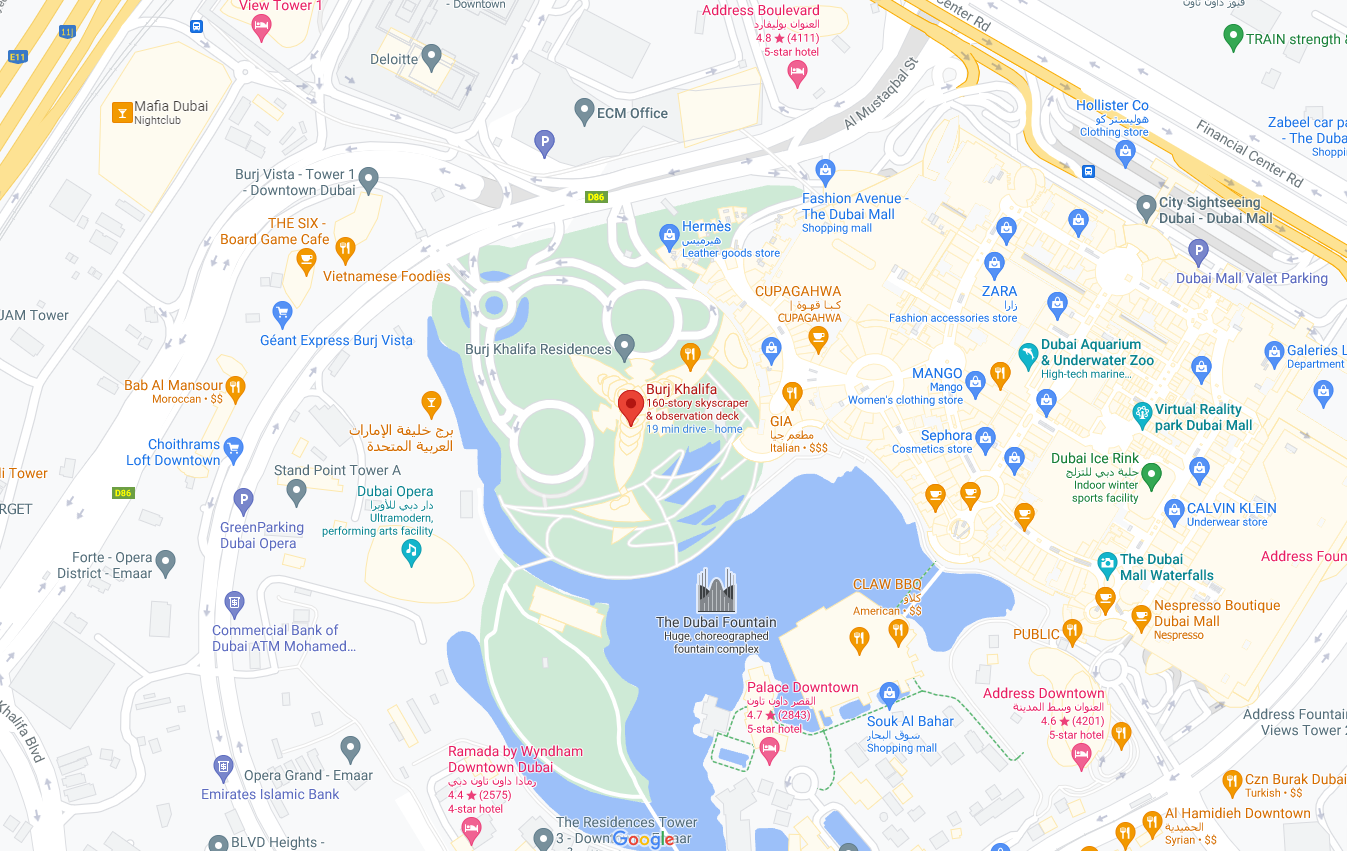 View Tower 1
- Downtown
Address Boulevard
العنوان بوليفارد
4.8 ★ (4111)
5-star hotel
Center Rd
TRAIN strength &
E11
11
Deloitte
Mafia Dubai
Nightclub
ECM Office
P
Al Mustaqbal St
Hollister Co
هوليستر كو
Clothing store
Zabeel car pa
- The Duba
Shoppi
Financial Center Rd
Burj Vista - Tower 1
- Downtown Dubai
D86
Fashion Avenue -
The Dubai Mall
Shopping mall
City Sightseeing
Dubai - Dubai Mall
THE SIX -
Board Game Cafe
Vietnamese Foodies
Hermès
هيرميس
Leather goods store
P
Dubai Mall Valet Parking
JAM Tower
Géant Express Burj Vista
CUPAGAHWA
كبا قهوة |
CUPAGAHWA
ZARA
زارا
Fashion accessories store
Burj Khalifa Residences
Dubai Aquarium
& Underwater Zoo
High-tech marine...
Galeries L
Department
Bab Al Mansour
Moroccan • $$
Burj Khalifa
160-story skyscraper
& observation deck
19 min drive - home
MANGO
Mango
Women's clothing store
برج خليفة الإمارات
العربية المتحدة
GIA
مطعم جيا
Italian • $$$
Virtual Reality
park Dubai Mall
Choithrams
Loft Downtown
Sephora
Cosmetics store
Dubai Ice Rink
حلبة دبي للتزلج
Indoor winter
sports facility
i Tower
Stand Point Tower A
D86
RGET
P
GreenParking
Dubai Opera
Dubai Opera
دار دبي للأوبرا
Ultramodern,
performing arts facility
CALVIN KLEIN
Underwear store
Forte - Opera
District - Emaar
The Dubai
Mall Waterfalls
Address Foun
CLAW BBQ
كلاو
American • $$
The Dubai Fountain
Huge, choreographed
fountain complex
Nespresso Boutique
Dubai Mall
Nespresso
PUBLIC
Commercial Bank of
Dubai ATM Mohamed...
Palace Downtown
القصر داون تاون
4.7 ★ (2843)
5-star hotel
Souk Al Bahar
سوق البحار
Shopping mall
Address Downtown
العنوان وسط المدينة
4.6 ★ (4201)
5-star hotel
Address Fountain
Views Tower 2
Khalifa Blvd
Opera Grand - Emaar
Emirates Islamic Bank
Ramada by Wyndham
Downtown Dubai
رمادا داون تاون دبي
4.4 ★ (2575)
4-star hotel
Czn Burak Dubai
Turkish • $$
Al Hamidieh Downtown
الحميدية
Syrian • $$
BLVD Heights -
The Residences Tower
3 - Downtown Emaar
Google